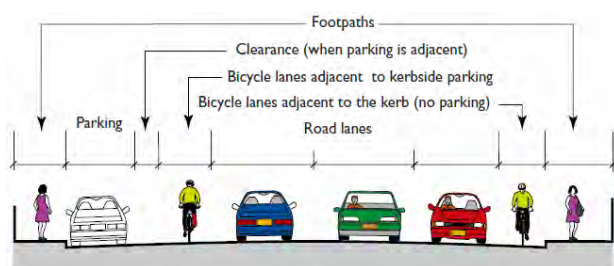 Footpaths
Clearance (when parking is adjacent)
Bicycle lanes adjacent to kerbside parking
Bicycle lanes adjacent to the kerb (no parking)
Parking
Road lanes